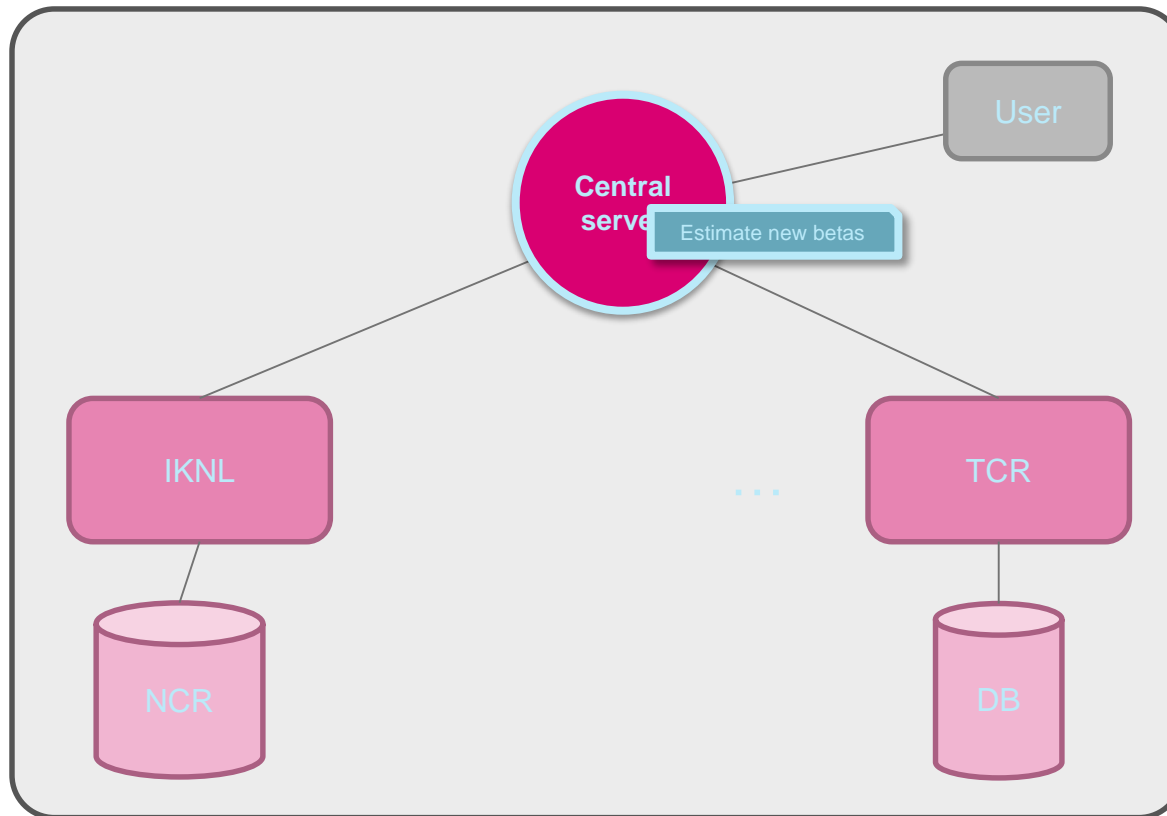 User
Central
serve
Estimate new betas
IKNL
. . .
TCR
NCR
DB